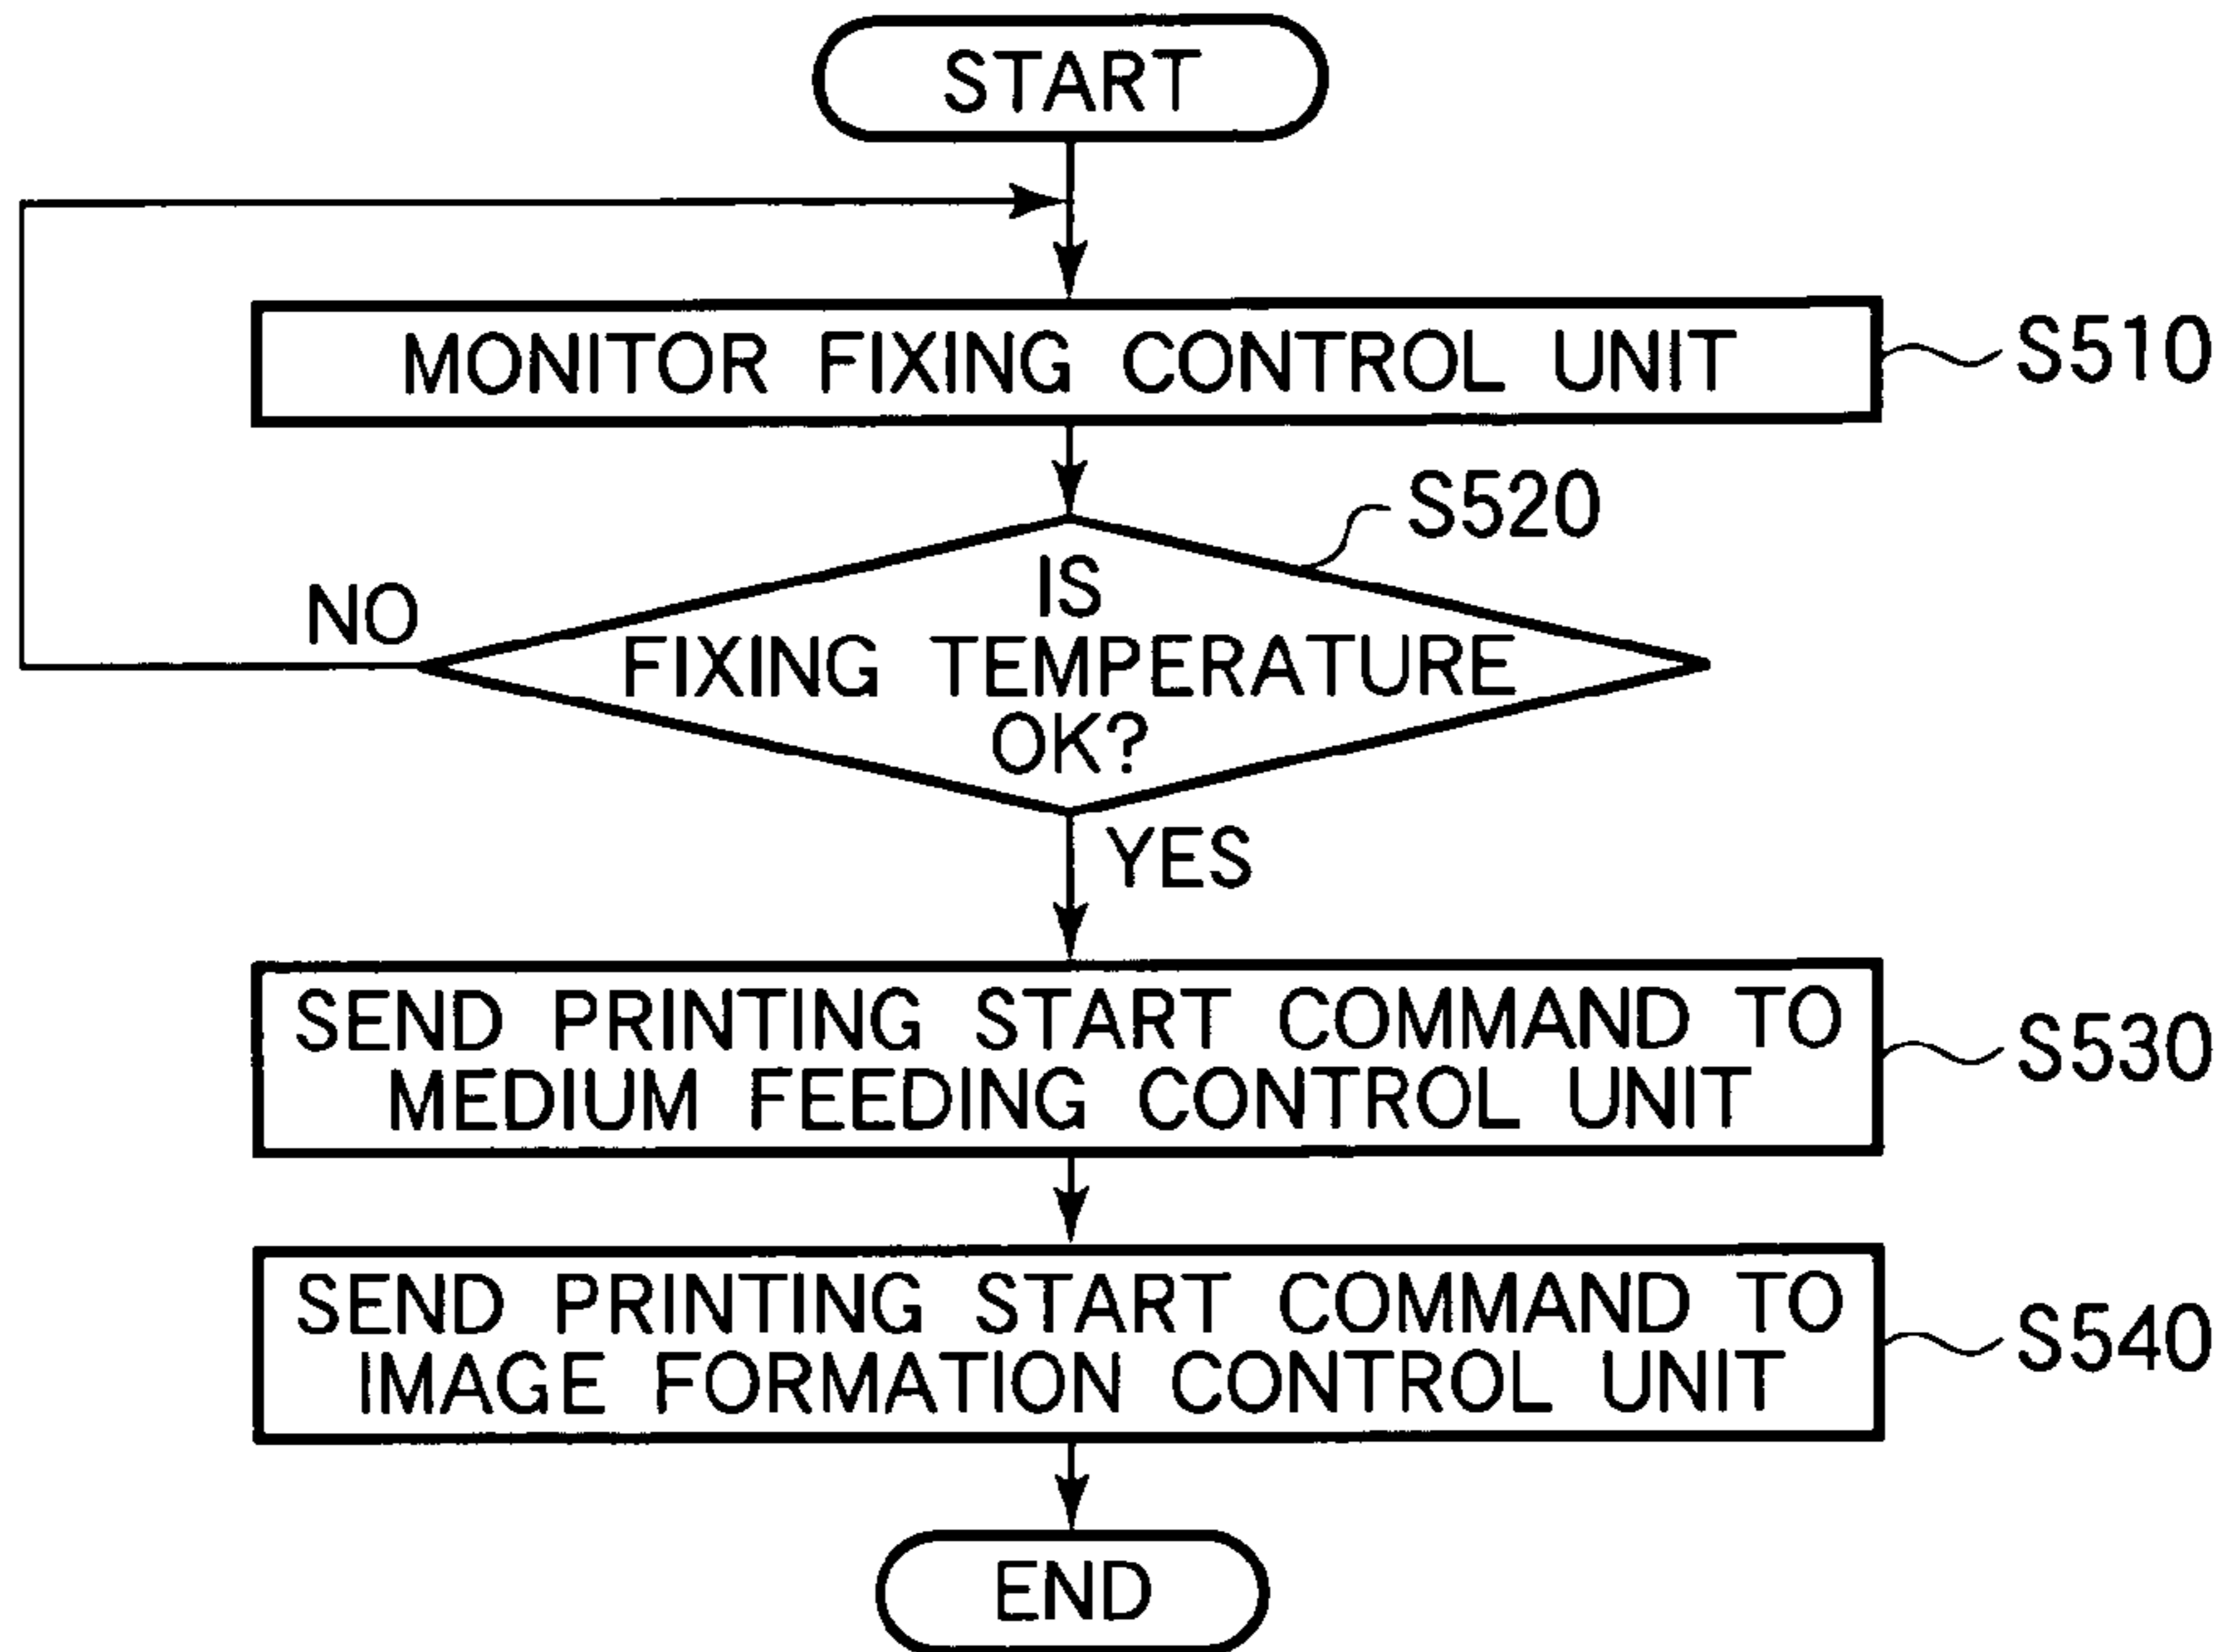 START
MONITOR FIXING CONTROL UNIT
S510
S520
IS
FIXING TEMPERATURE
OK?
NO
YES
SEND PRINTING START COMMAND TO
MEDIUM FEEDING CONTROL UNIT
S530
SEND PRINTING START COMMAND TO
IMAGE FORMATION CONTROL UNIT
S540
END